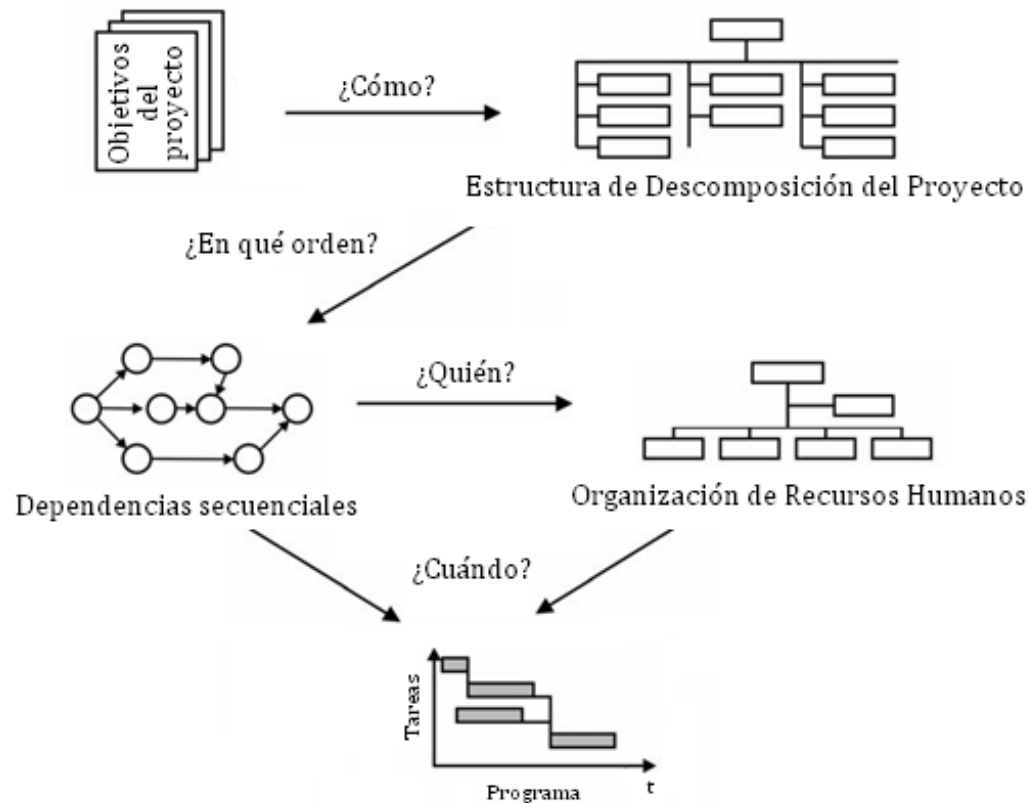 Objetivos
del
proyecto
¿Cómo?
Estructura de Descomposición del Proyecto
¿En qué orden?
¿Quién?
Dependencias secuenciales
Organización de Recursos Humanos
¿Cuándo?
Tareas
t
Programa